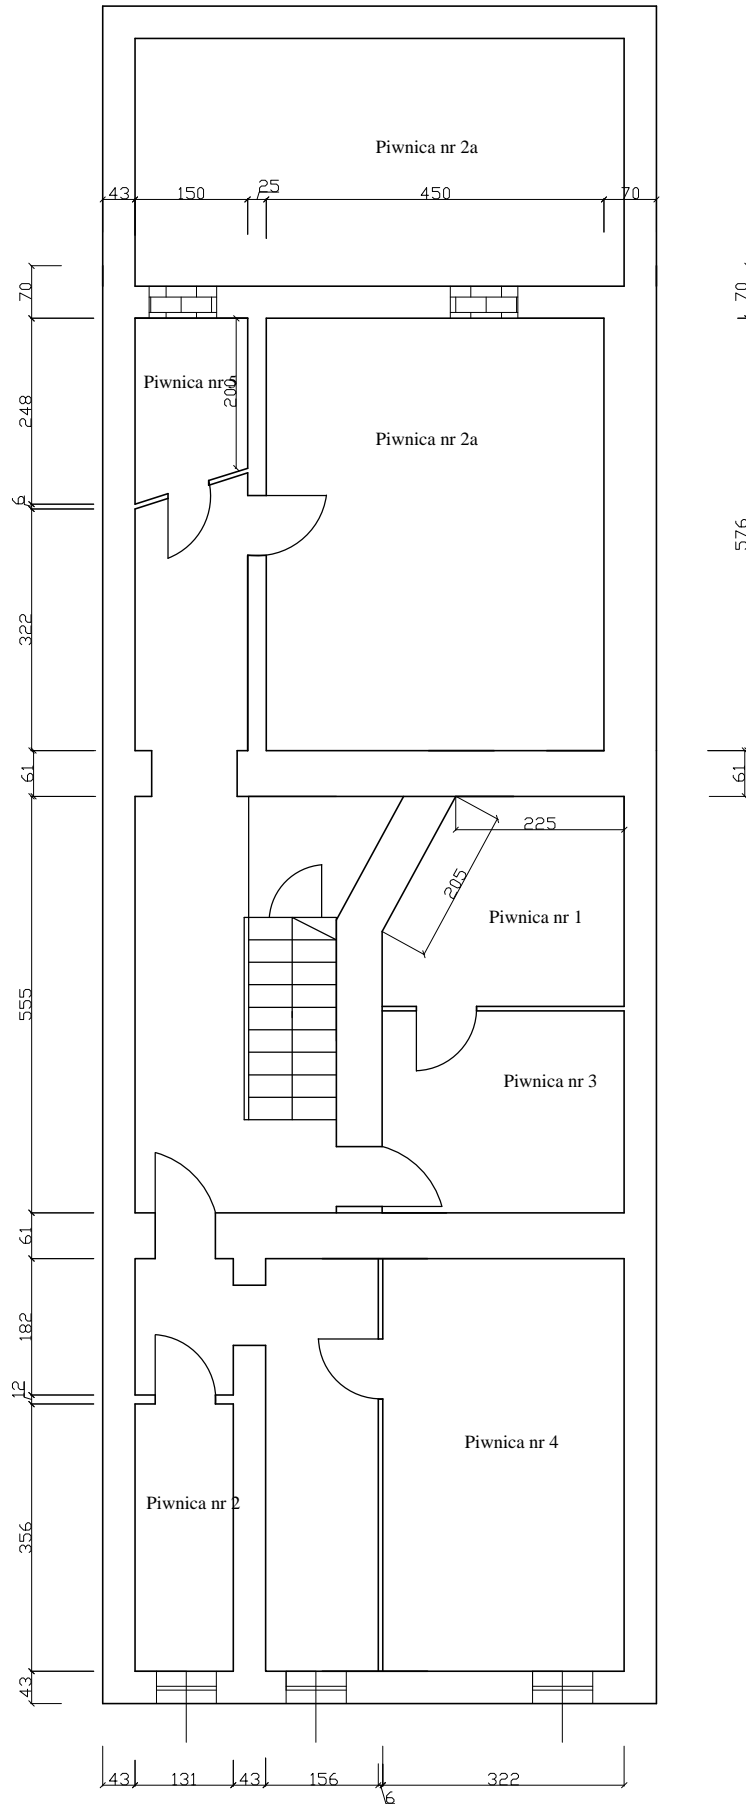 Piwnica nr 2a
43 150 25 450 70
70
70
Piwnica nr 5
200
248
Piwnica nr 2a
6
576
322
61
61
225
205
Piwnica nr 1
555
Piwnica nr 3
61
182
12
Piwnica nr 4
Piwnica nr 2
356
43
43 131 43 156 6 322